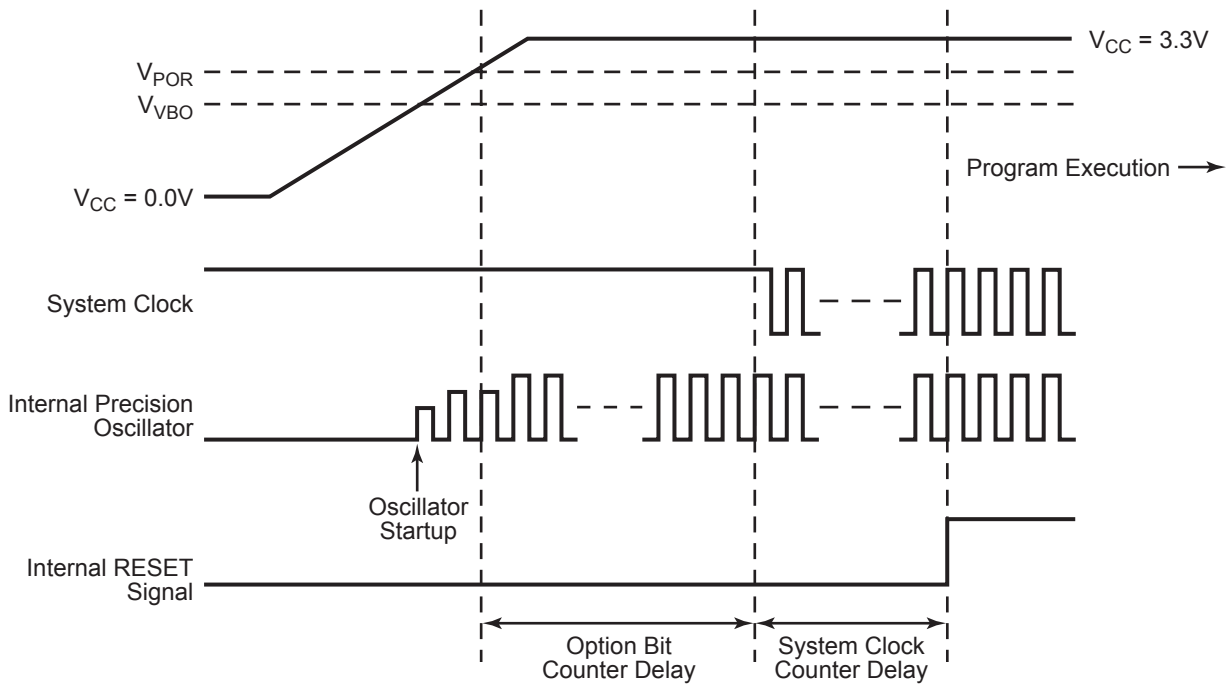 V_CC = 3.3V
V_POR
V_VBO
Program Execution
V_CC = 0.0V
System Clock
Internal Precision
Oscillator
Oscillator
Startup
Internal RESET
Signal
Option Bit
Counter Delay
System Clock
Counter Delay